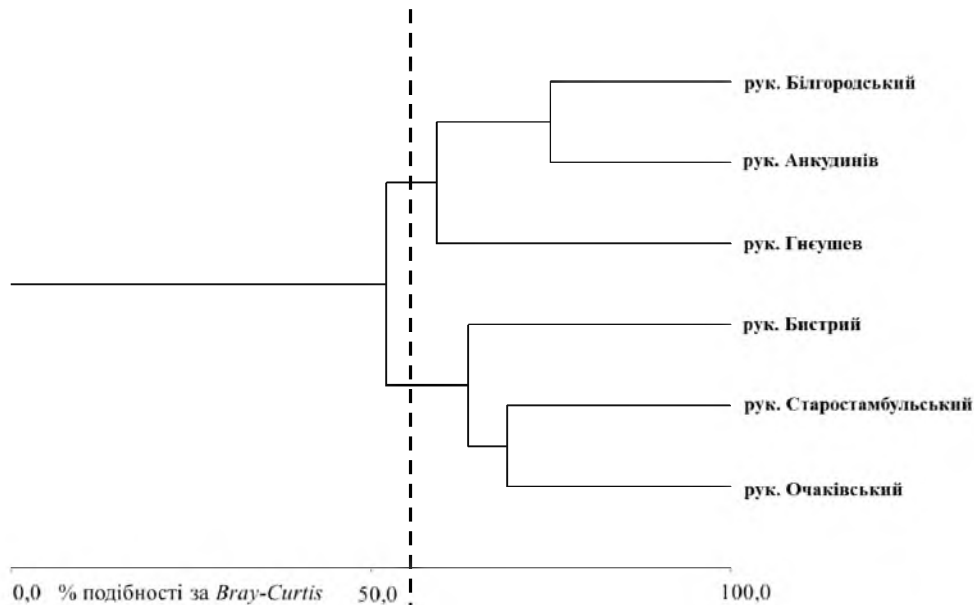 рук. Білгородський
рук. Анкудинів
рук. Гнєушев
рук. Бистрий
рук. Старостамбульський
рук. Очаківський
0,0 % подібності за Bray-Curtis 50,0 100,0